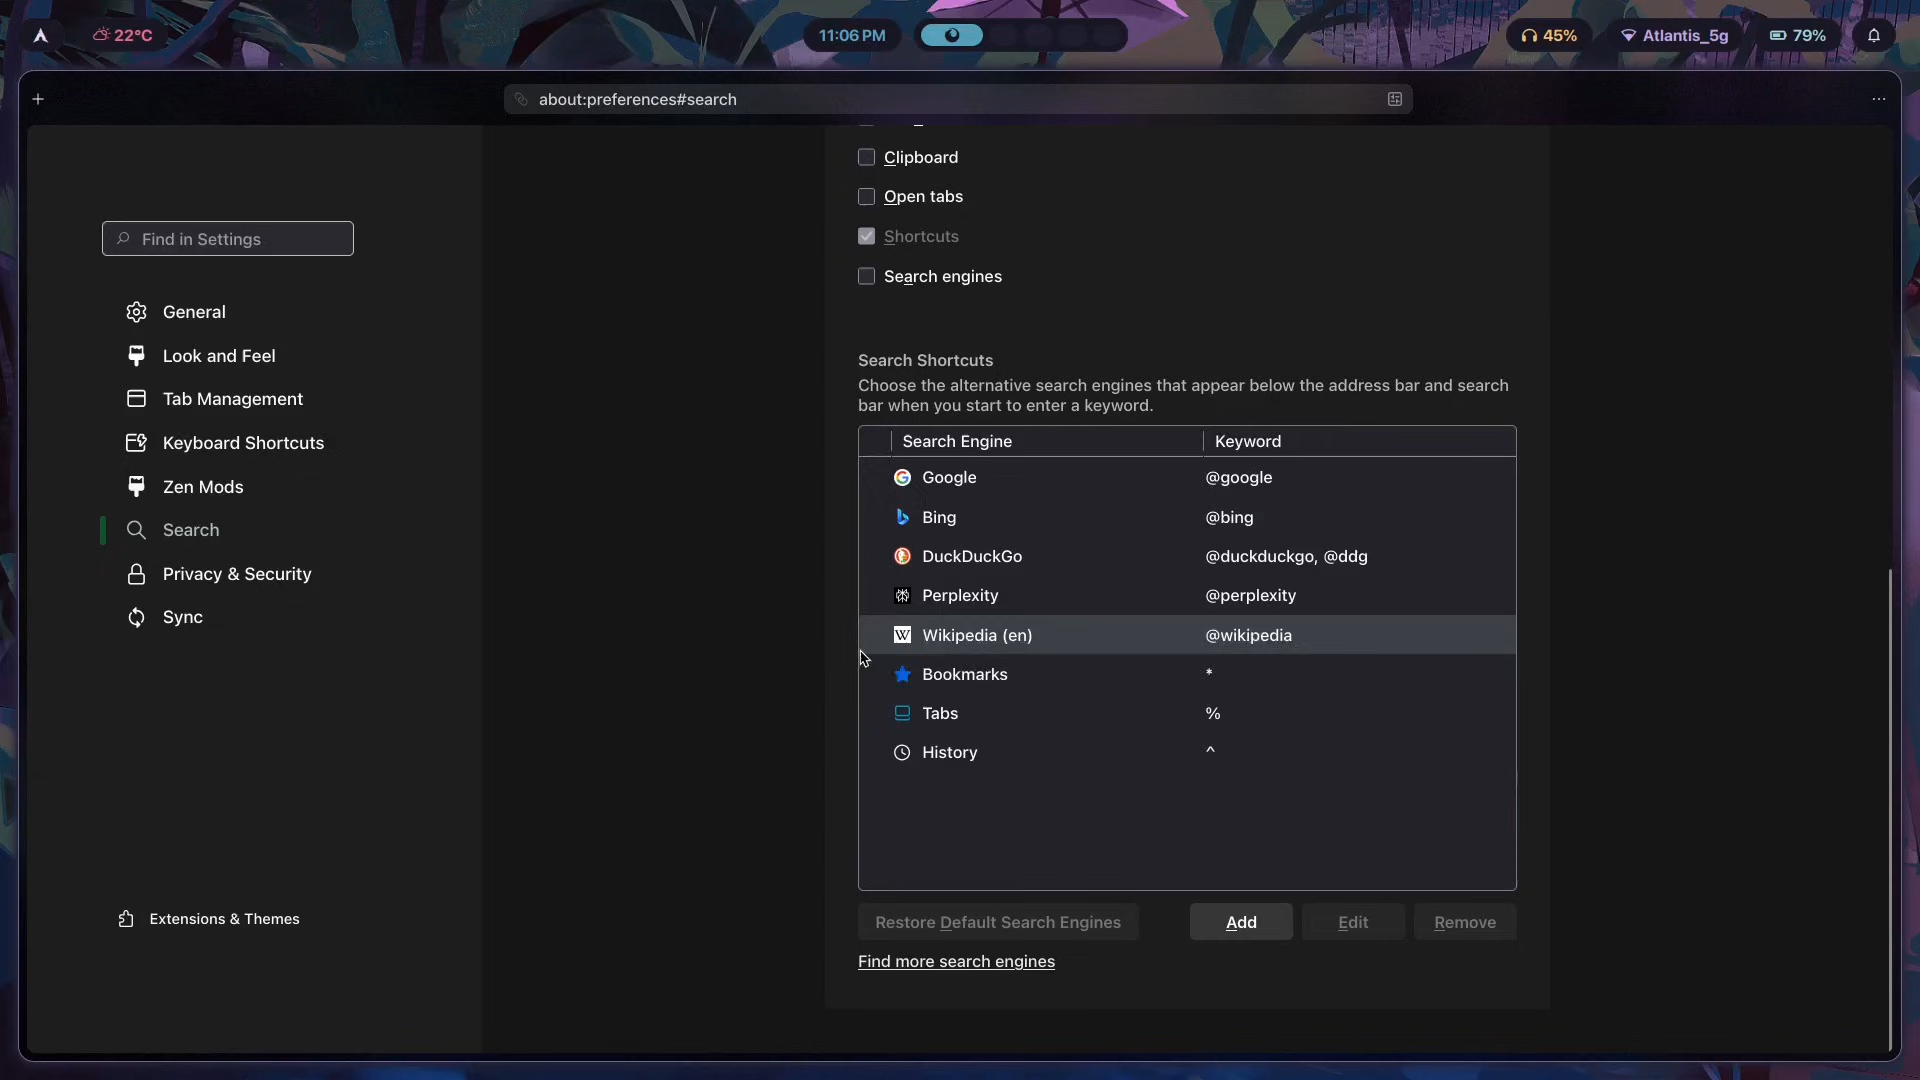 22°C
11:06 PM
45%
Atlantis_5g
79%
about:preferences#search
Clipboard
Open tabs
Shortcuts
Search engines
Find in Settings
General
Look and Feel
Tab Management
Keyboard Shortcuts
Zen Mods
Search
Privacy & Security
Sync
Extensions & Themes
Search Shortcuts
Choose the alternative search engines that appear below the address bar and search
bar when you start to enter a keyword.
Search Engine Keyword
Google @google
Bing @bing
DuckDuckGo @duckduckgo, @ddg
Perplexity @perplexity
Wikipedia (en) @wikipedia
Bookmarks *
Tabs %
History ^
Restore Default Search Engines Add Edit Remove
Find more search engines